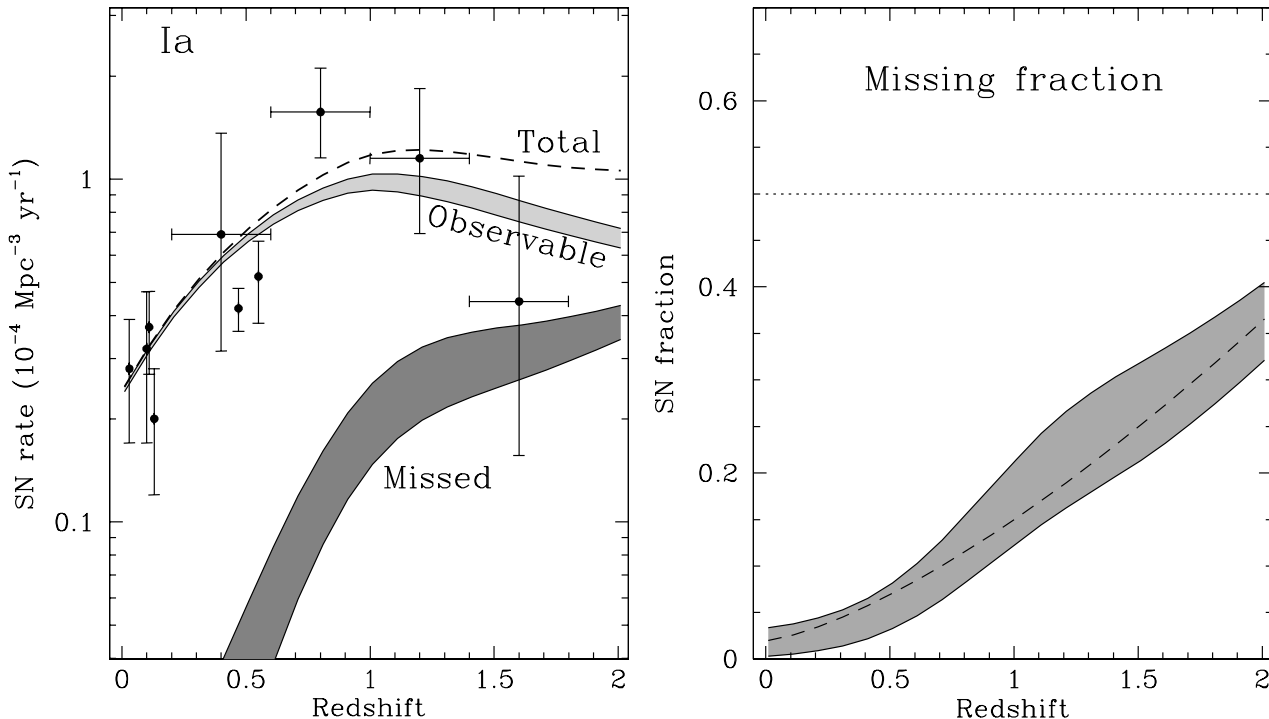 Ia
Total
Observable
Missed
1
0.1
SN rate (10⁻⁴ Mpc⁻³ yr⁻¹)
0 0.5 1 1.5 2
Redshift
Missing fraction
0.6
0.4
0.2
0
SN fraction
0 0.5 1 1.5 2
Redshift